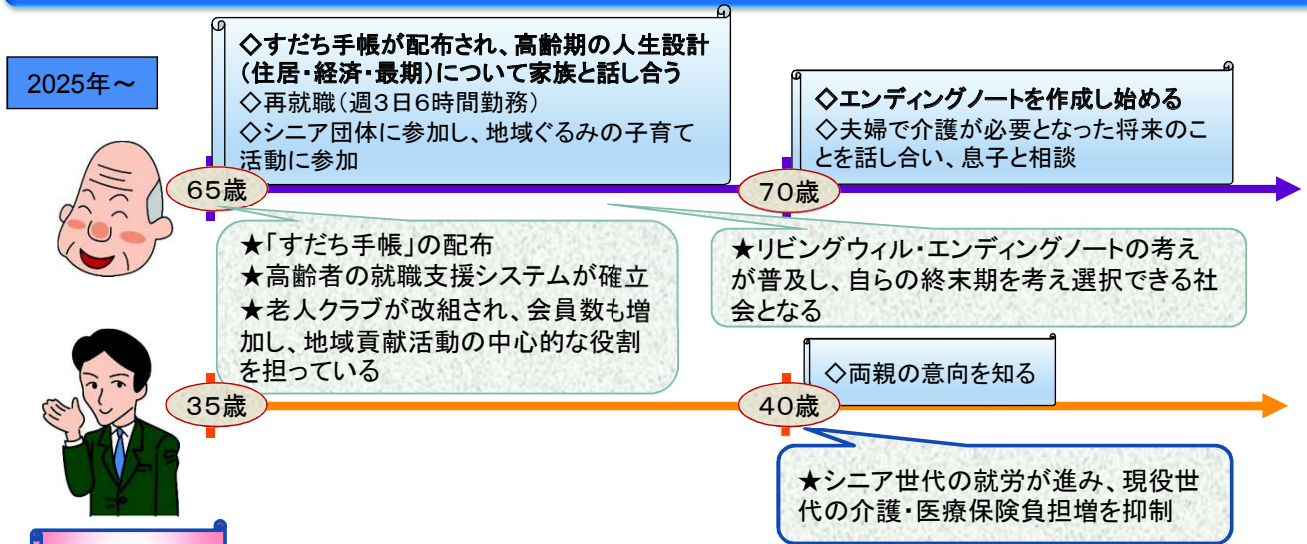 2025年～
◇すだち手帳が配布され、高齢期の人生設計
（住居・経済・最期）について家族と話し合う
◇再就職（週3日6時間勤務）
◇シニア団体に参加し、地域ぐるみの子育て
活動に参加
◇エンディングノートを作成し始める
◇夫婦で介護が必要となった将来のこ
とを話し合い、息子と相談
65歳
70歳
★「すだち手帳」の配布
★高齢者の就職支援システムが確立
★老人クラブが改組され、会員数も増
加し、地域貢献活動の中心的な役割
を担っている
★リビングウィル・エンディングノートの考え
が普及し、自らの終末期を考え選択できる社
会となる
◇両親の意向を知る
35歳
40歳
★シニア世代の就労が進み、現役世
代の介護・医療保険負担増を抑制